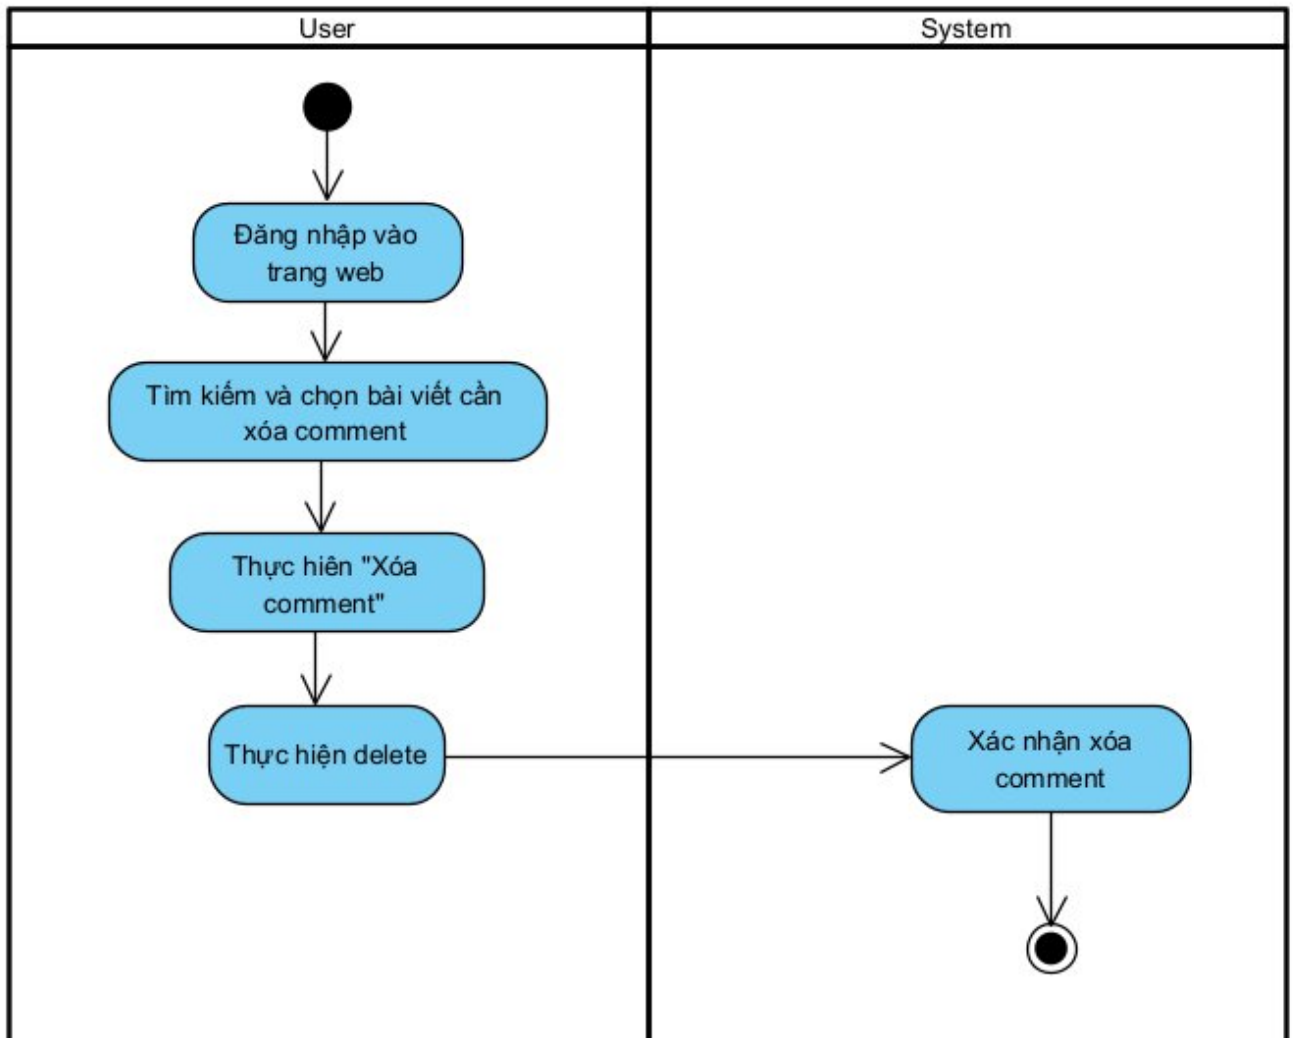 User
System
Đăng nhập vào
trang web
Tìm kiếm và chọn bài viết cần
xóa comment
Thực hiên "Xóa
comment"
Thực hiện delete
Xác nhận xóa
comment